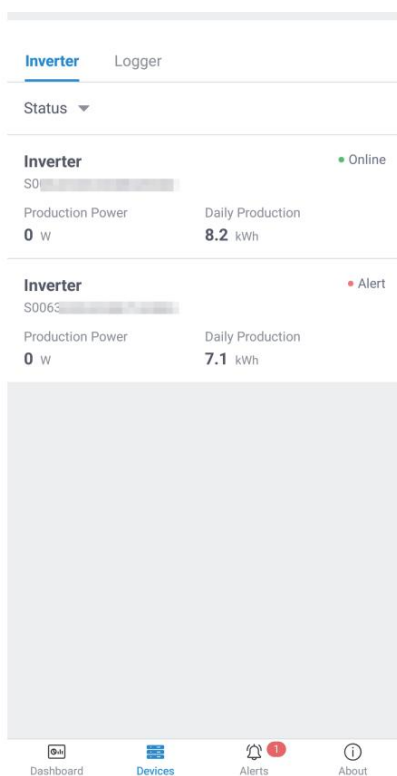 Inverter Logger
Status
Inverter Online
S0
Production Power Daily Production
0 W 8.2 kWh
Inverter Alert
S0063
Production Power Daily Production
0 W 7.1 kWh
1
Dashboard Devices Alerts About